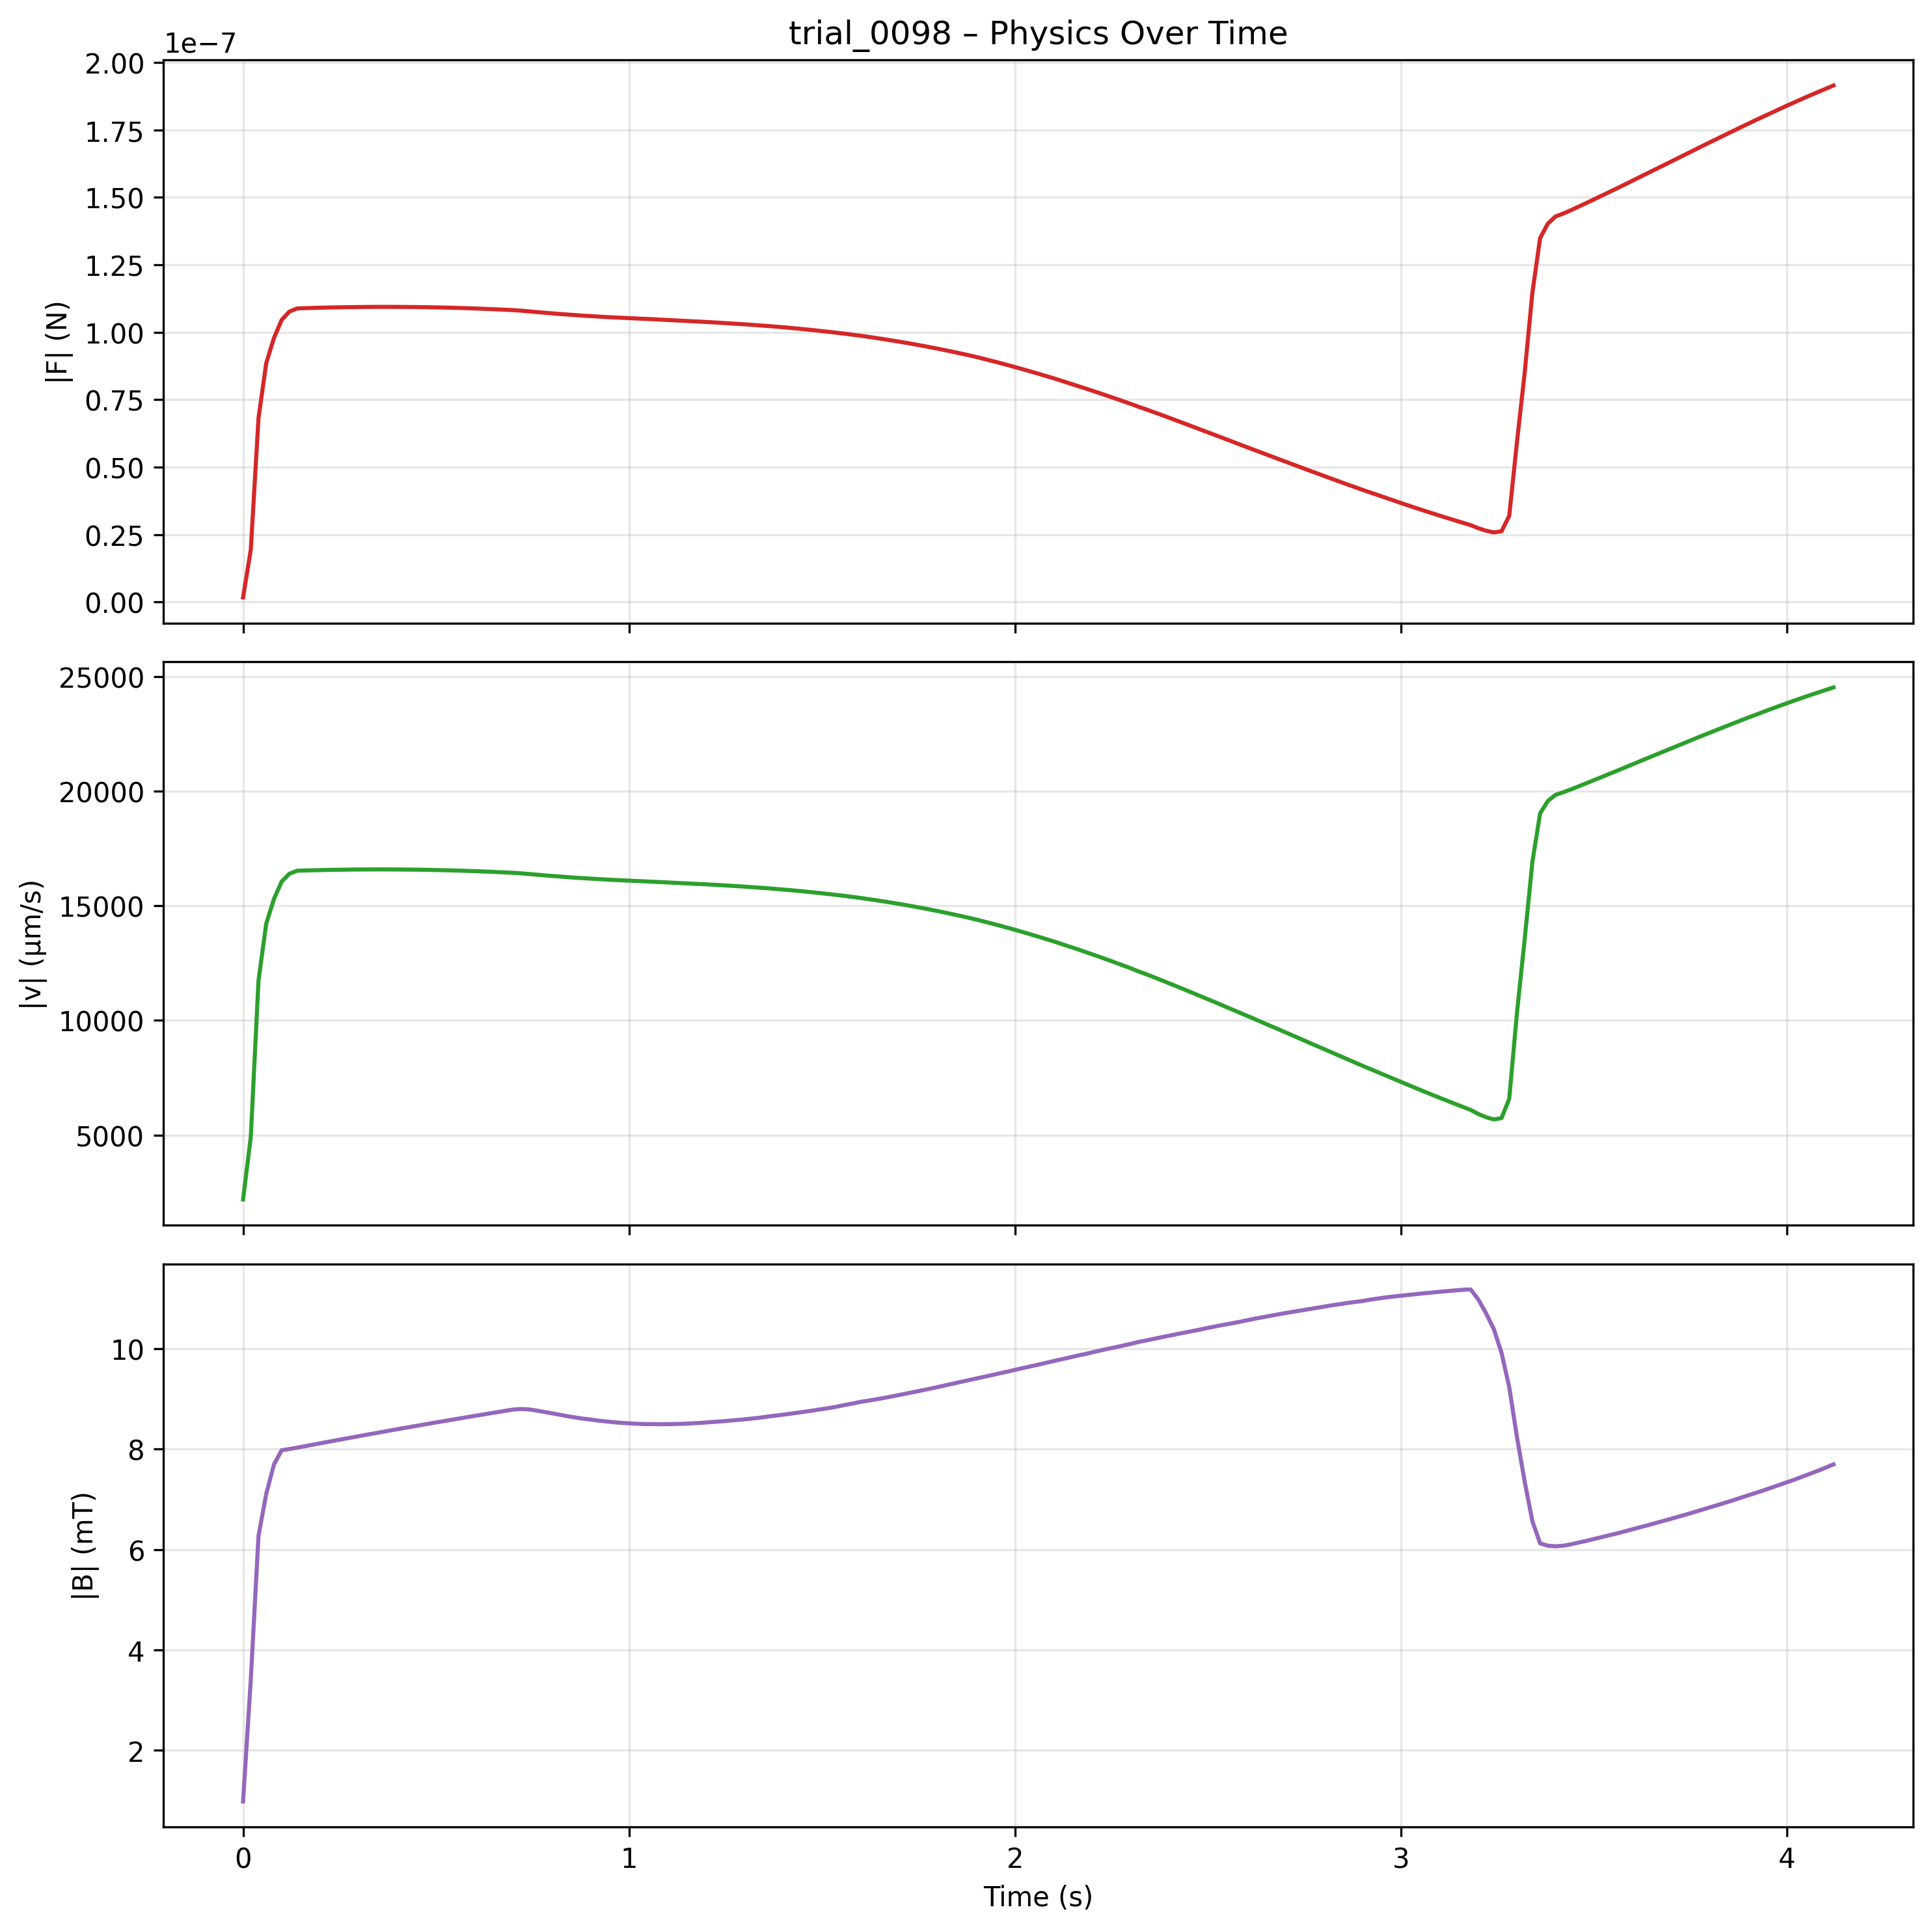 trial_0098 – Physics Over Time
1e−7
2.00
1.75
1.50
1.25
1.00
0.75
0.50
0.25
0.00
|F| (N)
25000
20000
15000
10000
5000
|v| (μm/s)
10
8
6
4
2
|B| (mT)
0 1 2 3 4
Time (s)